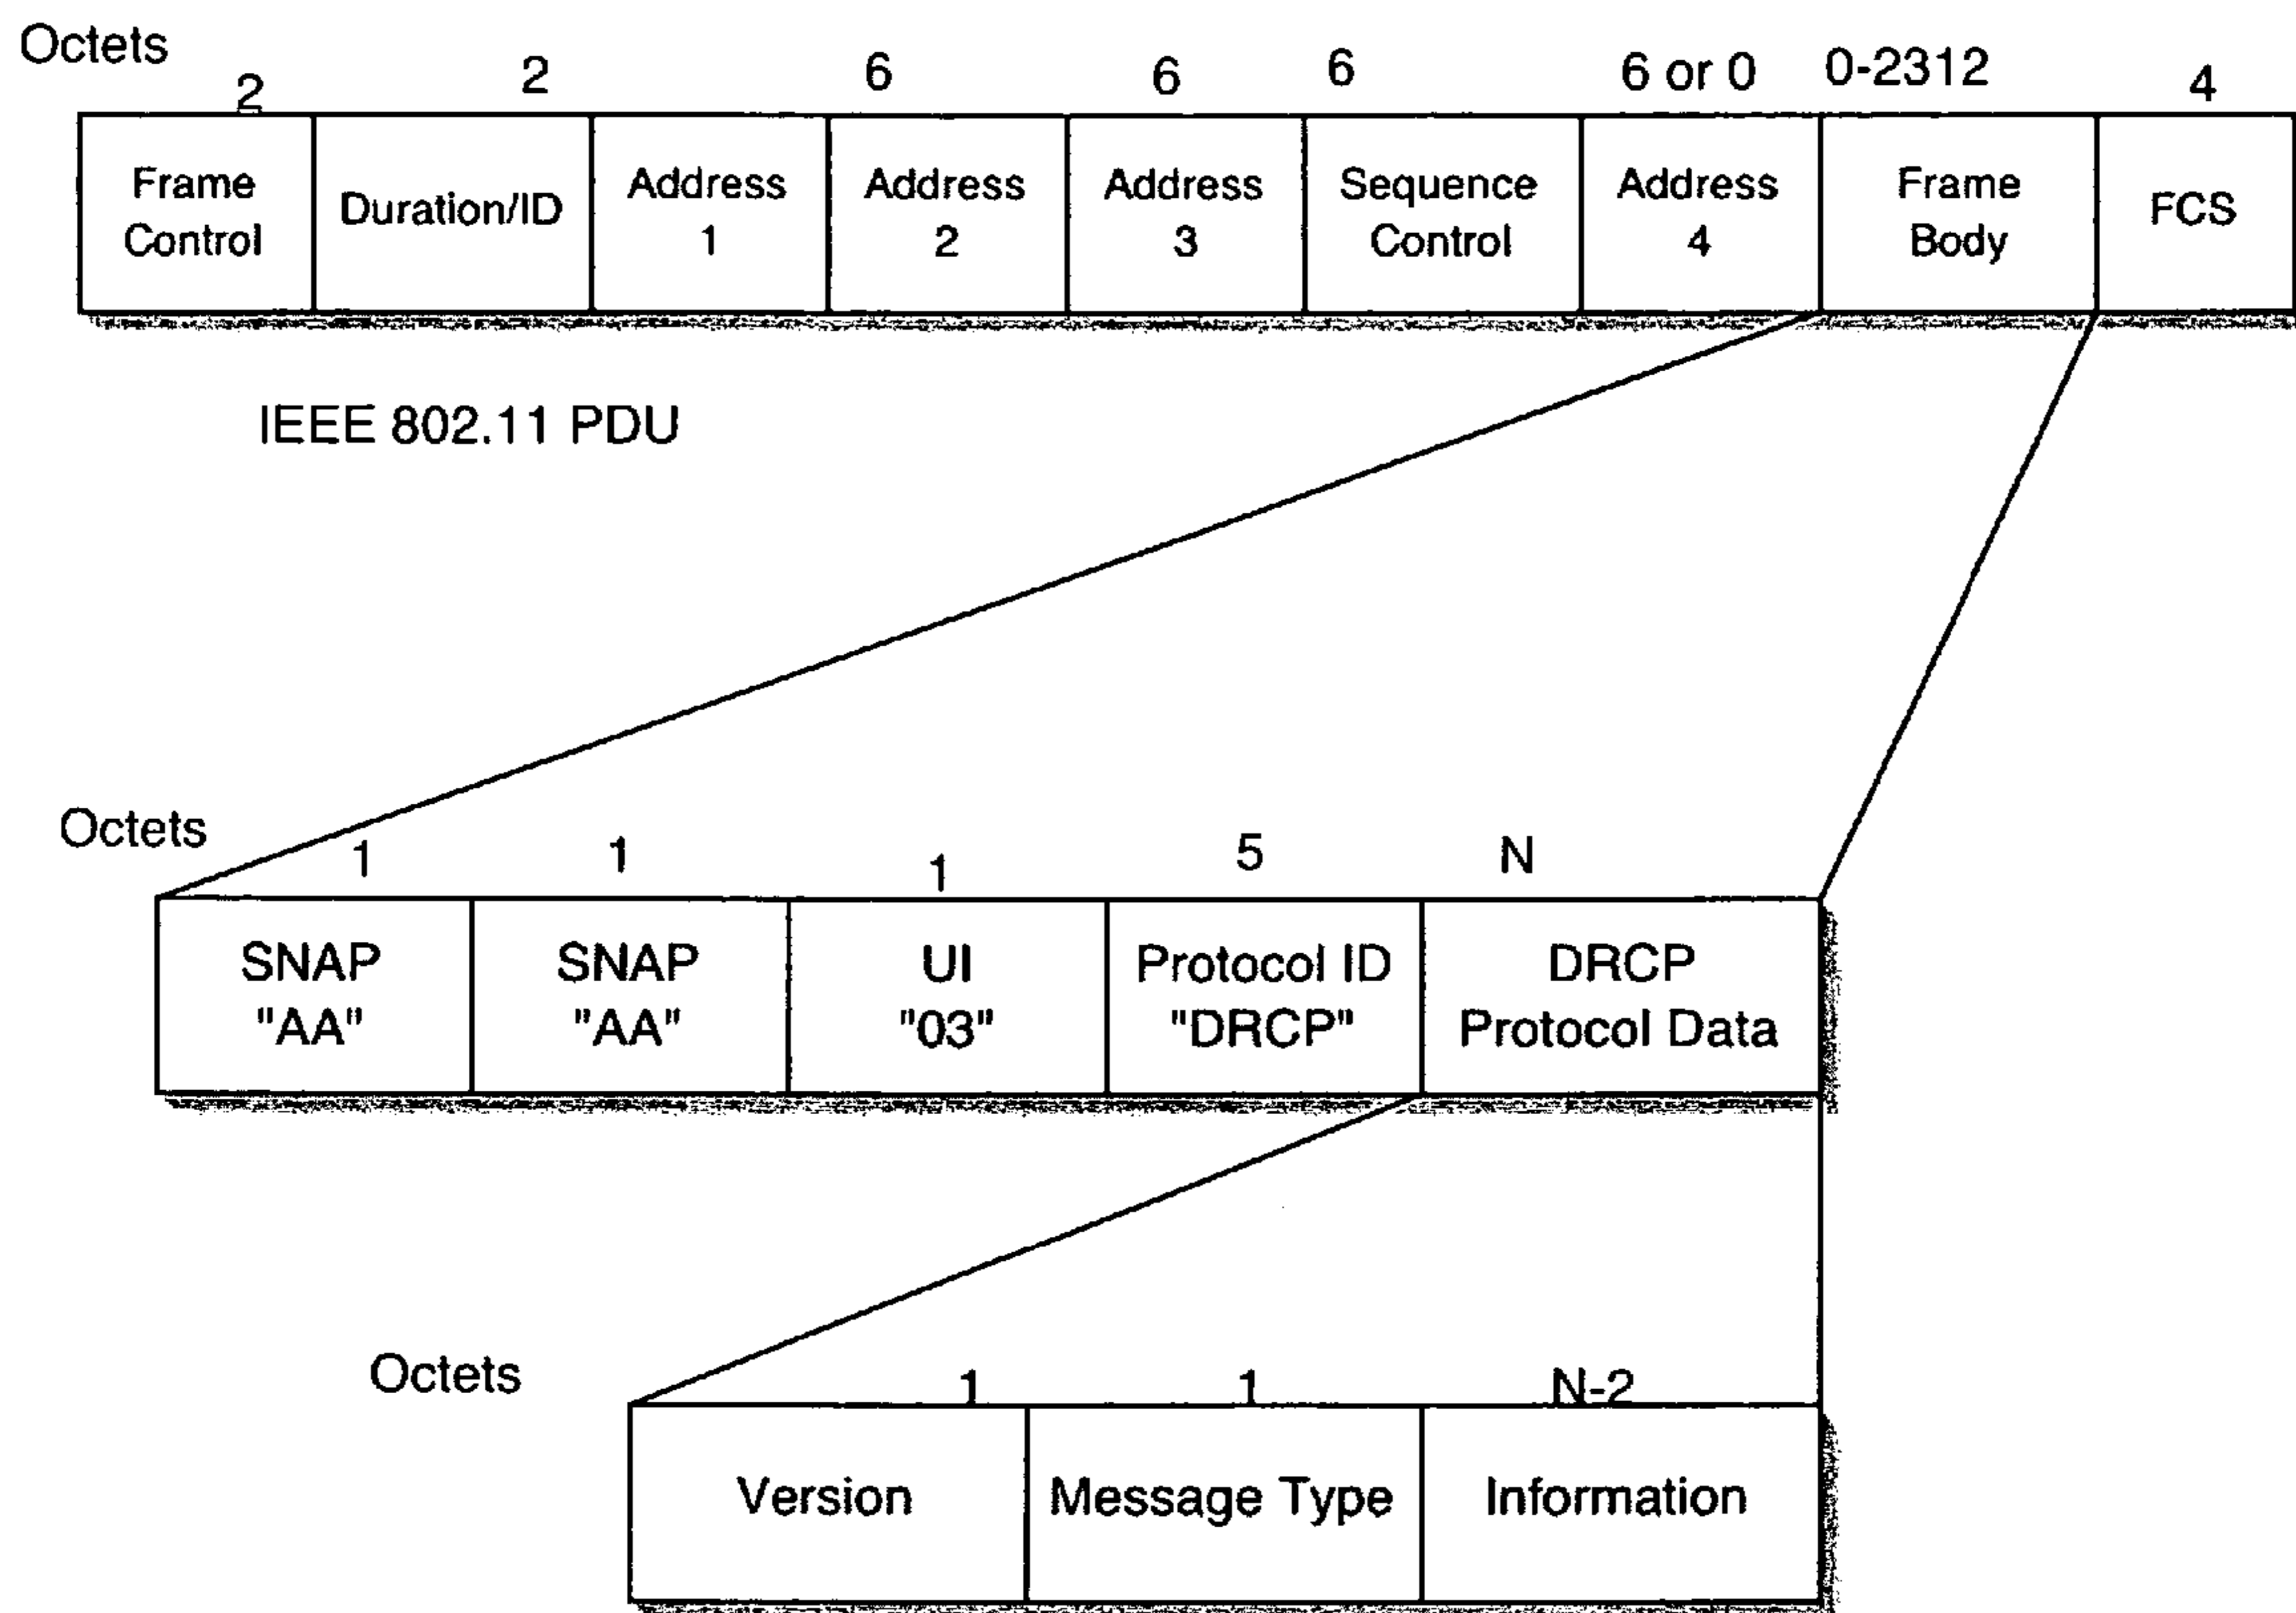 Octets
2 2 6 6 6 6 or 0 0-2312 4
Frame Control
Duration/ID
Address 1
Address 2
Address 3
Sequence Control
Address 4
Frame Body
FCS
IEEE 802.11 PDU
Octets
1 1 1 5 N
SNAP "AA"
SNAP "AA"
UI "03"
Protocol ID "DRCP"
DRCP Protocol Data
Octets
1 1 N-2
Version
Message Type
Information